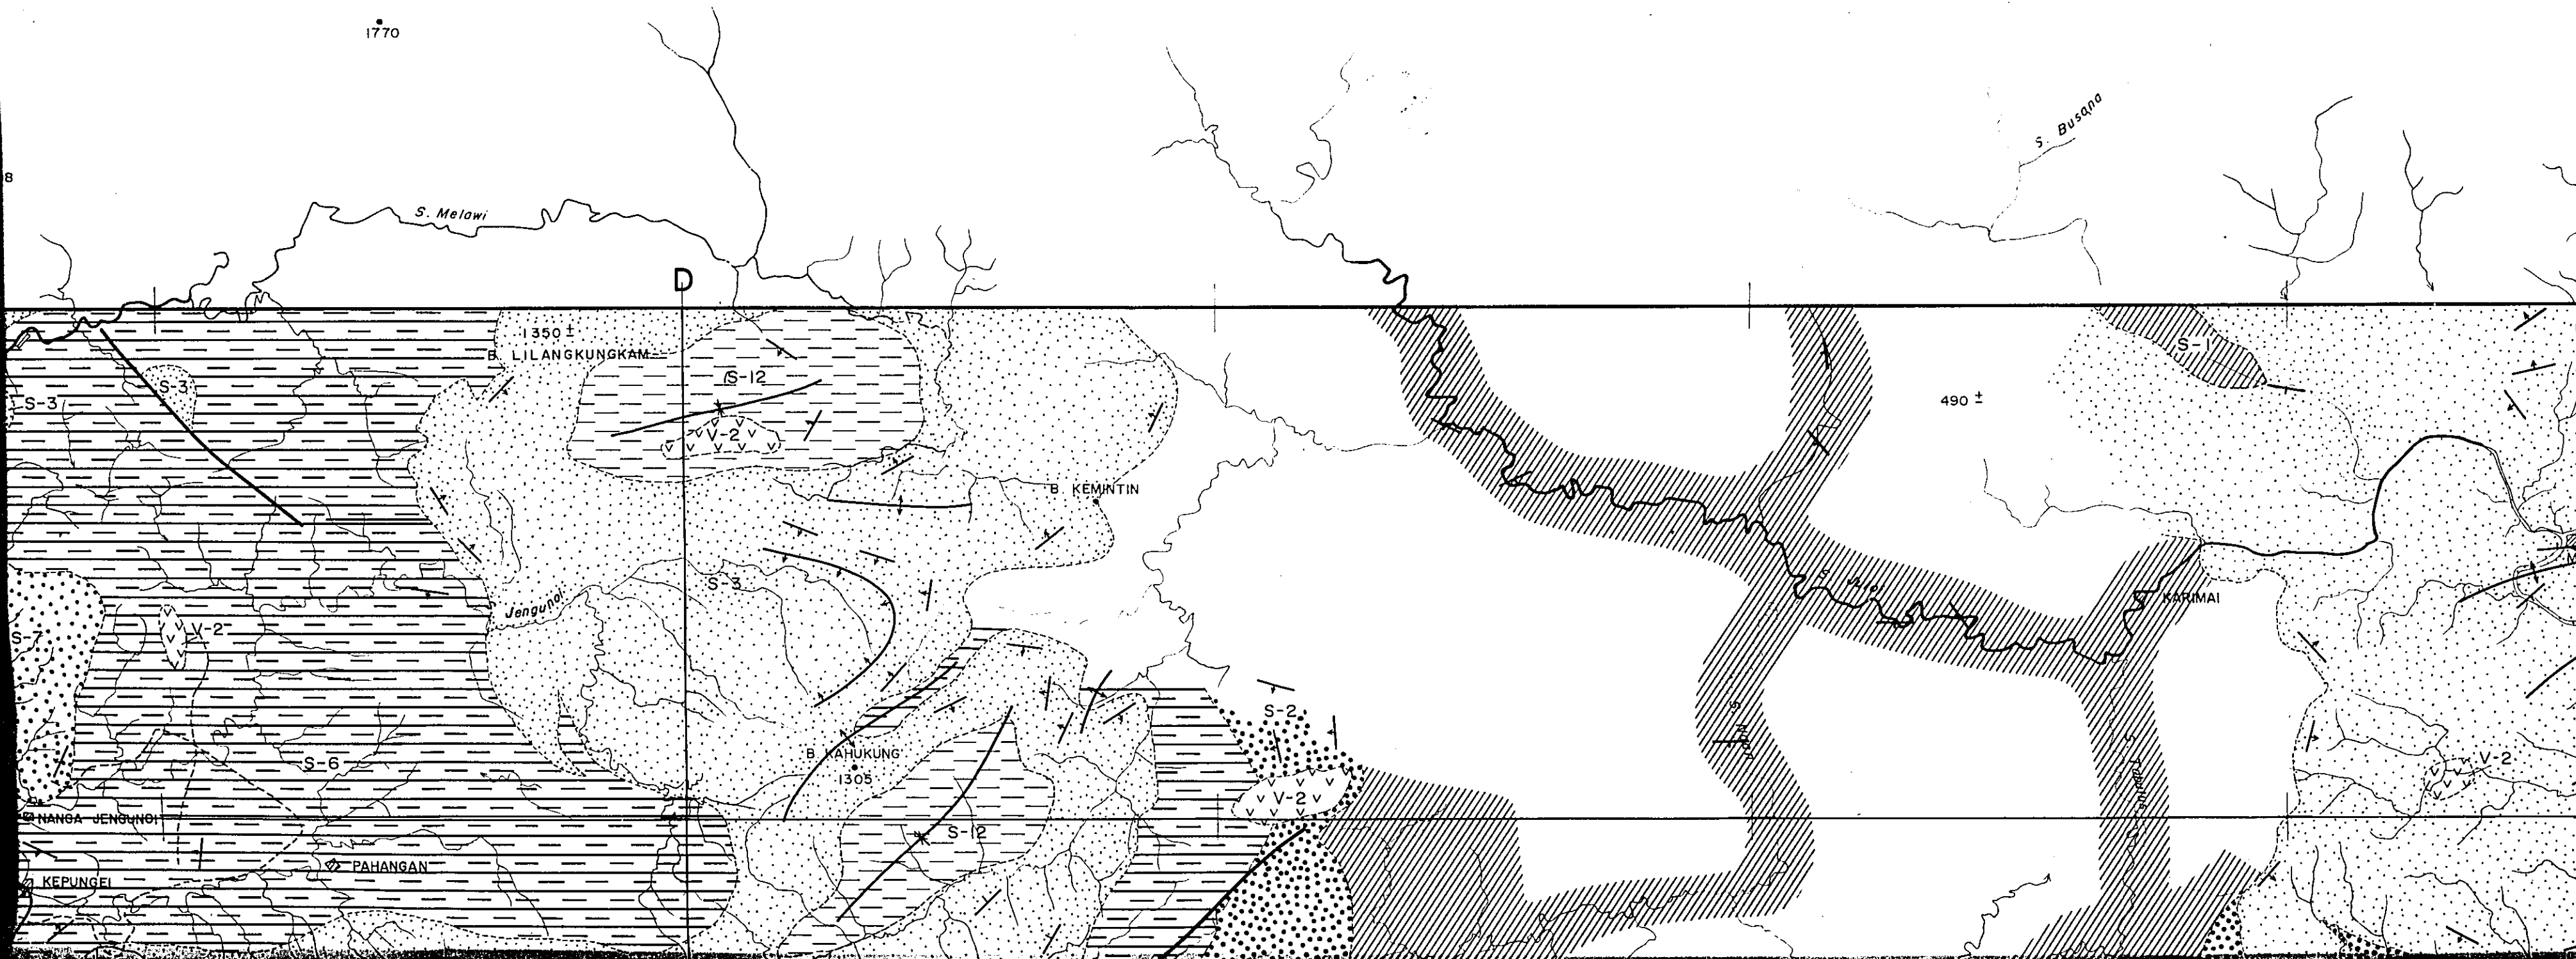 1770
S. Busana
S. Melawi
D
1350 ±
B. LILANGKUNGKAM
S-1
S-12
S-3
S-3
490 ±
V-2
B. KEMINTIN
S-3
S. Juloi
Jengunoi
KARIMAI
V-2
S-7
S-2
B. KAHUKUNG
1305
S-6
V-2
V-2
NANGA JENGUNOI
S-12
PAHANGAN
KEPUNGEI